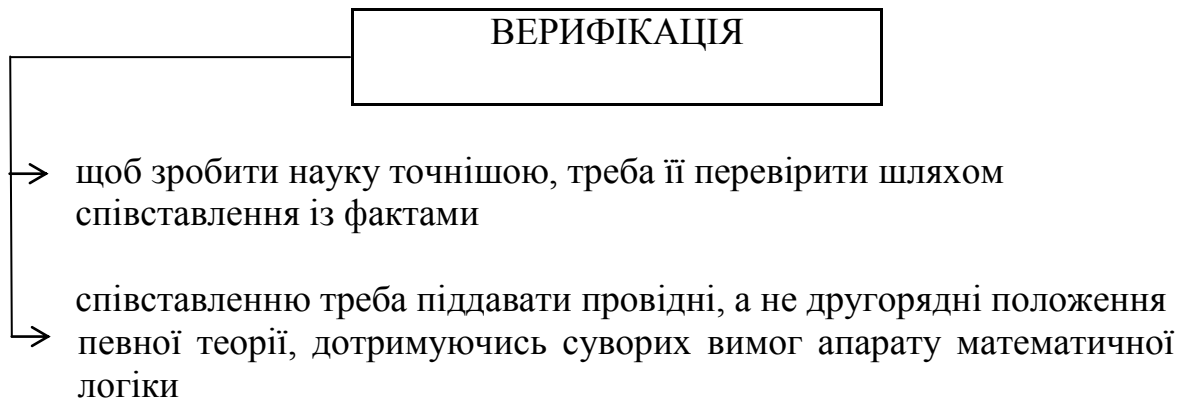 ВЕРИФІКАЦІЯ
щоб зробити науку точнішою, треба її перевірити шляхом
співставлення із фактами
співставленню треба піддавати провідні, а не другорядні положення
певної теорії, дотримуючись суворих вимог апарату математичної
логіки